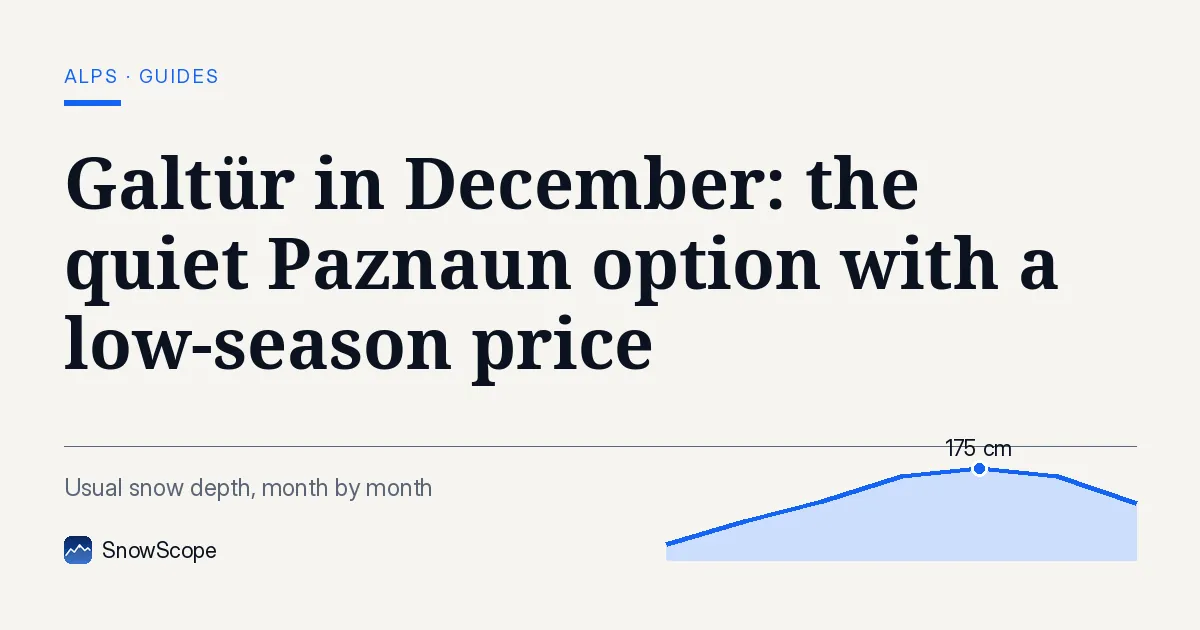 ALPS · GUIDES
Galtür in December: the
quiet Paznaun option with a
low-season price
175 cm
Usual snow depth, month by month
SnowScope